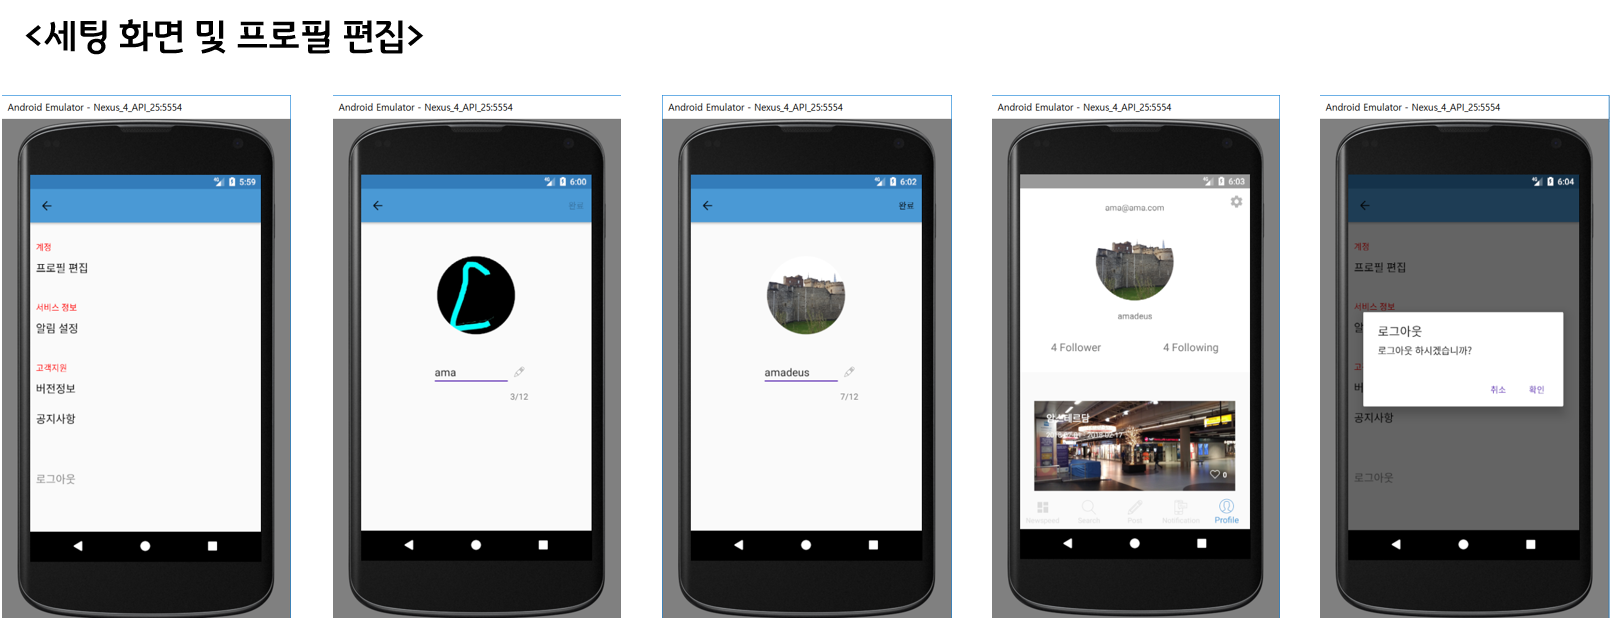 <세팅 화면 및 프로필 편집>
Android Emulator - Nexus_4_API_25:5554
4G 5:59
계정
프로필 편집
서비스 정보
알림 설정
고객지원
버전정보
공지사항
로그아웃
Android Emulator - Nexus_4_API_25:5554
4G 6:00
완료
ama
3/12
Android Emulator - Nexus_4_API_25:5554
4G 6:02
완료
amadeus
7/12
Android Emulator - Nexus_4_API_25:5554
4G 6:03
ama@ama.com
amadeus
4 Follower 4 Following
암스테르담
0
Newspeed Search Post Notification Profile
Android Emulator - Nexus_4_API_25:5554
4G 6:04
계정
프로필 편집
서비스 정보
알
로그아웃
로그아웃 하시겠습니까?
고
버
취소 확인
공지사항
로그아웃